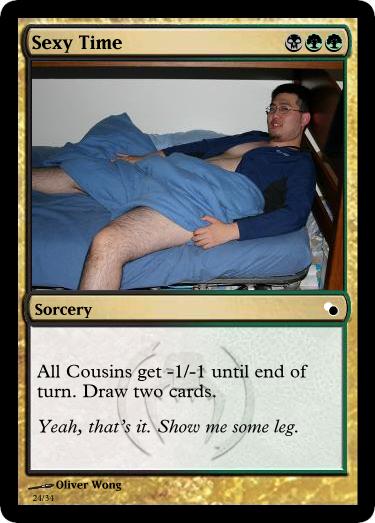 Sexy Time
Sorcery
All Cousins get -1/-1 until end of
turn. Draw two cards.
Yeah, that's it. Show me some leg.
Oliver Wong
24/34